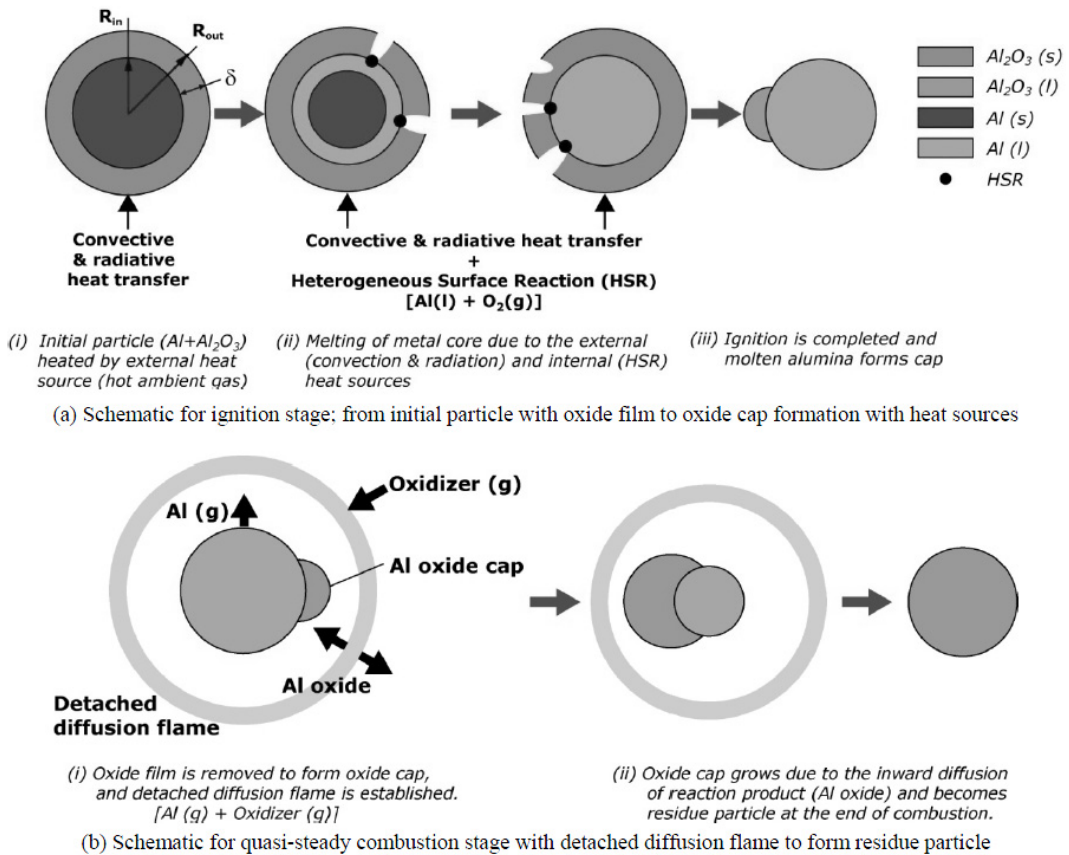 R_in
R_out
δ
Al₂O₃ (s)
Al₂O₃ (l)
Al (s)
Al (l)
HSR
Convective
& radiative
heat transfer
Convective & radiative heat transfer
+
Heterogeneous Surface Reaction (HSR)
[Al(l) + O₂(g)]
(i) Initial particle (Al+Al₂O₃)
heated by external heat
source (hot ambient gas)
(ii) Melting of metal core due to the external
(convection & radiation) and internal (HSR)
heat sources
(iii) Ignition is completed and
molten alumina forms cap
(a) Schematic for ignition stage; from initial particle with oxide film to oxide cap formation with heat sources
Oxidizer (g)
Al (g)
Al oxide cap
Al oxide
Detached
diffusion flame
(i) Oxide film is removed to form oxide cap,
and detached diffusion flame is established.
[Al (g) + Oxidizer (g)]
(ii) Oxide cap grows due to the inward diffusion
of reaction product (Al oxide) and becomes
residue particle at the end of combustion.
(b) Schematic for quasi-steady combustion stage with detached diffusion flame to form residue particle